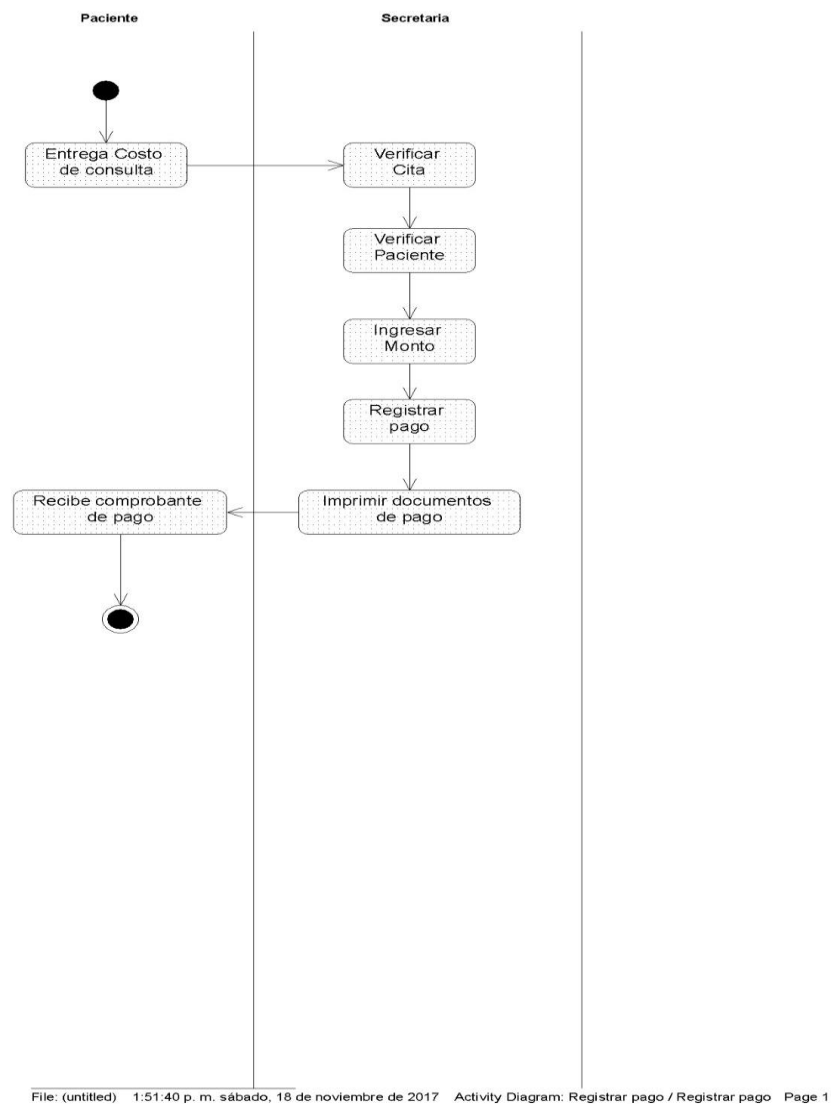 Paciente
Secretaria
Entrega Costo
de consulta
Verificar
Cita
Verificar
Paciente
Ingresar
Monto
Registrar
pago
Imprimir documentos
de pago
Recibe comprobante
de pago
File: (untitled) 1:51:40 p. m. sábado, 18 de noviembre de 2017 Activity Diagram: Registrar pago / Registrar pago Page 1